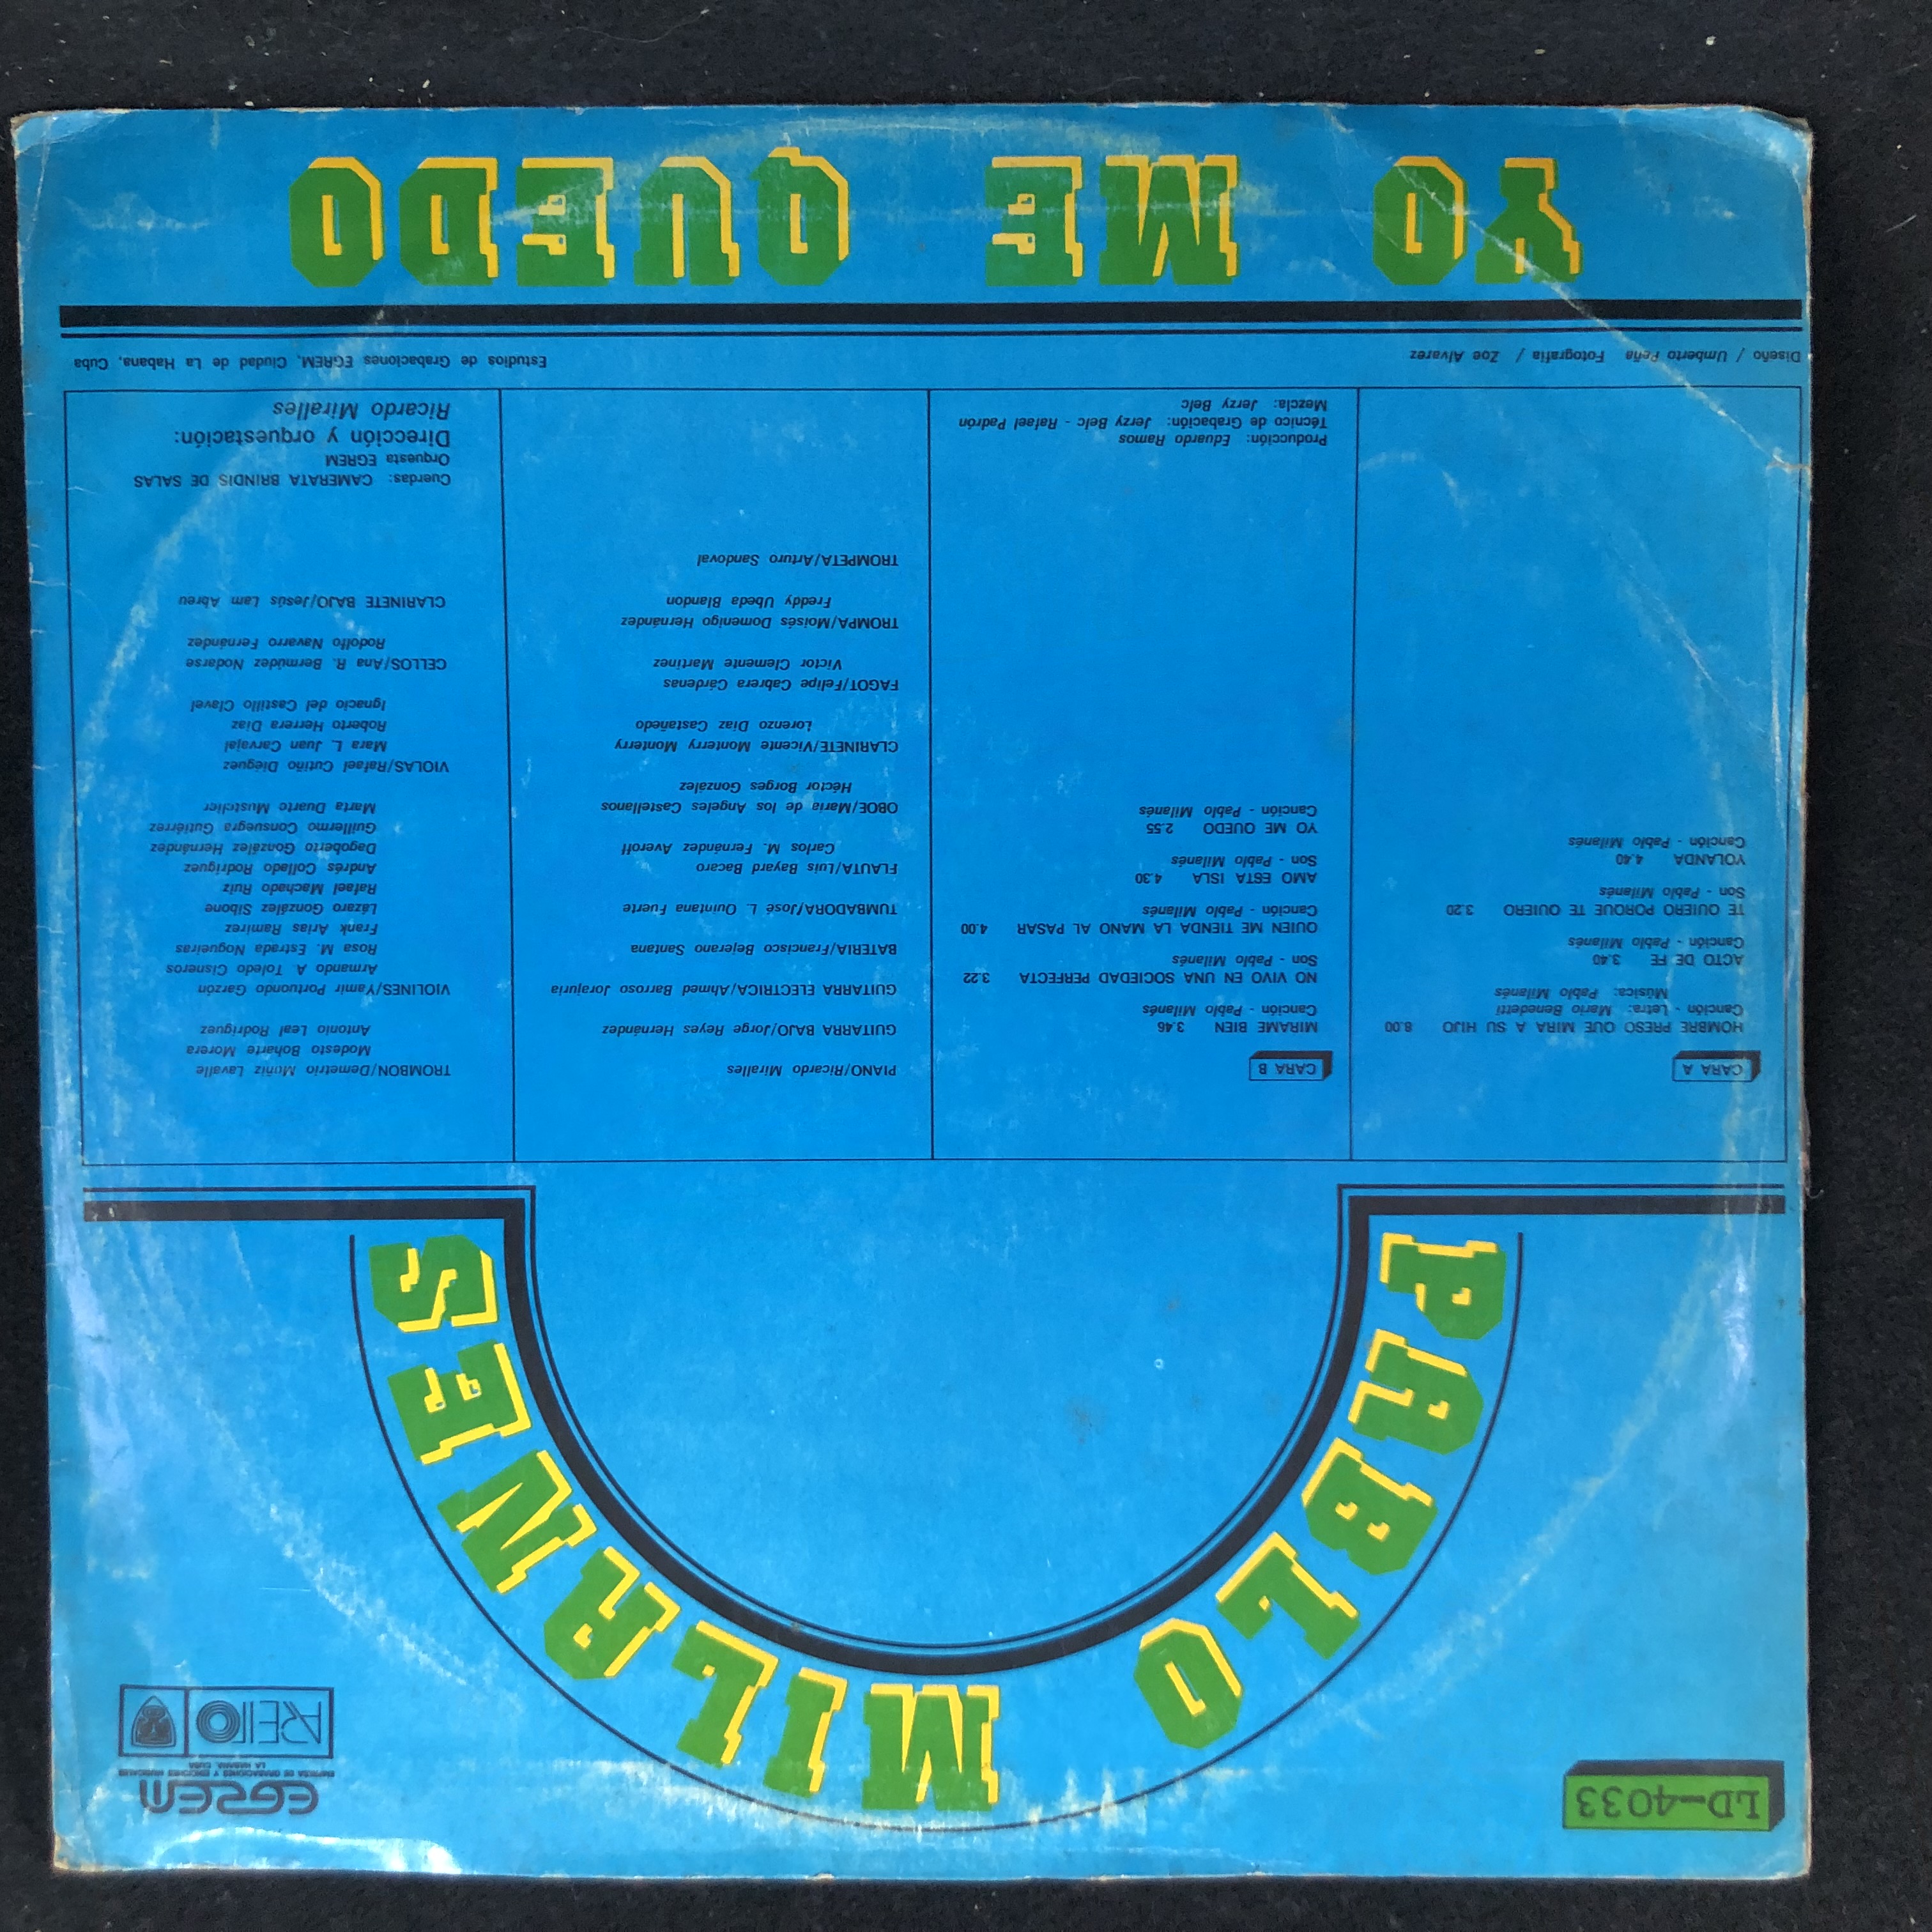 LD-4033
egrem
EMPRESA DE GRABACIONES Y EDICIONES MUSICALES
LA HABANA, CUBA
AREITO
PABLO MILANES
CARA A
HOMBRE PRESO QUE MIRA A SU HIJO 8.00
Canción - Letra: Mario Benedetti
Música: Pablo Milanés
ACTO DE FE 3.40
Canción - Pablo Milanés
TE QUIERO PORQUE TE QUIERO 3.20
Son - Pablo Milanés
YOLANDA 4.40
Canción - Pablo Milanés
CARA B
MIRAME BIEN 3.46
Canción - Pablo Milanés
NO VIVO EN UNA SOCIEDAD PERFECTA 3.22
Son - Pablo Milanés
QUIEN ME TIENDA LA MANO AL PASAR 4.00
Canción - Pablo Milanés
AMO ESTA ISLA 4.30
Son - Pablo Milanés
YO ME QUEDO 2.55
Canción - Pablo Milanés
Producción: Eduardo Ramos
Técnico de Grabación: Jerzy Belc - Rafael Padrón
Mezcla: Jerzy Belc
PIANO/Ricardo Miralles
GUITARRA BAJO/Jorge Reyes Hernández
GUITARRA ELECTRICA/Ahmed Barroso Jorajuría
BATERIA/Francisco Bejerano Santana
TUMBADORA/José L. Quintana Fuerte
FLAUTA/Luis Bayard Bacaro
Carlos M. Fernández Averoff
OBOE/María de los Angeles Castellanos
Héctor Borges González
CLARINETE/Vicente Monterry Monterry
Lorenzo Díaz Castañedo
FAGOT/Felipe Cabrera Cárdenas
Víctor Clemente Martínez
TROMPA/Moisés Domenigo Hernández
Freddy Ubeda Blandon
TROMPETA/Arturo Sandoval
TROMBON/Demetrio Muñiz Lavalle
Modesto Boharte Morera
Antonio Leal Rodríguez
VIOLINES/Yamir Portuondo Garzón
Armando A Toledo Cisneros
Rosa M. Estrada Nogueiras
Frank Arias Ramírez
Lázaro González Sibone
Rafael Machado Ruiz
Andrés Collado Rodríguez
Dagoberto González Hernández
Guillermo Consuegra Gutiérrez
Marta Duarto Mustelier
VIOLAS/Rafael Cutiño Diéguez
Mara L. Juan Carvajal
Roberto Herrera Díaz
Ignacio del Castillo Clavel
CELLOS/Ana R. Bermúdez Nodarse
Rodolfo Navarro Fernández
CLARINETE BAJO/Jesús Lam Abreu
Cuerdas: CAMERATA BRINDIS DE SALAS
Orquesta EGREM
Dirección y orquestación:
Ricardo Miralles
Diseño / Umberto Peña Fotografía / Zoe Alvarez
Estudios de Grabaciones EGREM, Ciudad de La Habana, Cuba
YO ME QUEDO